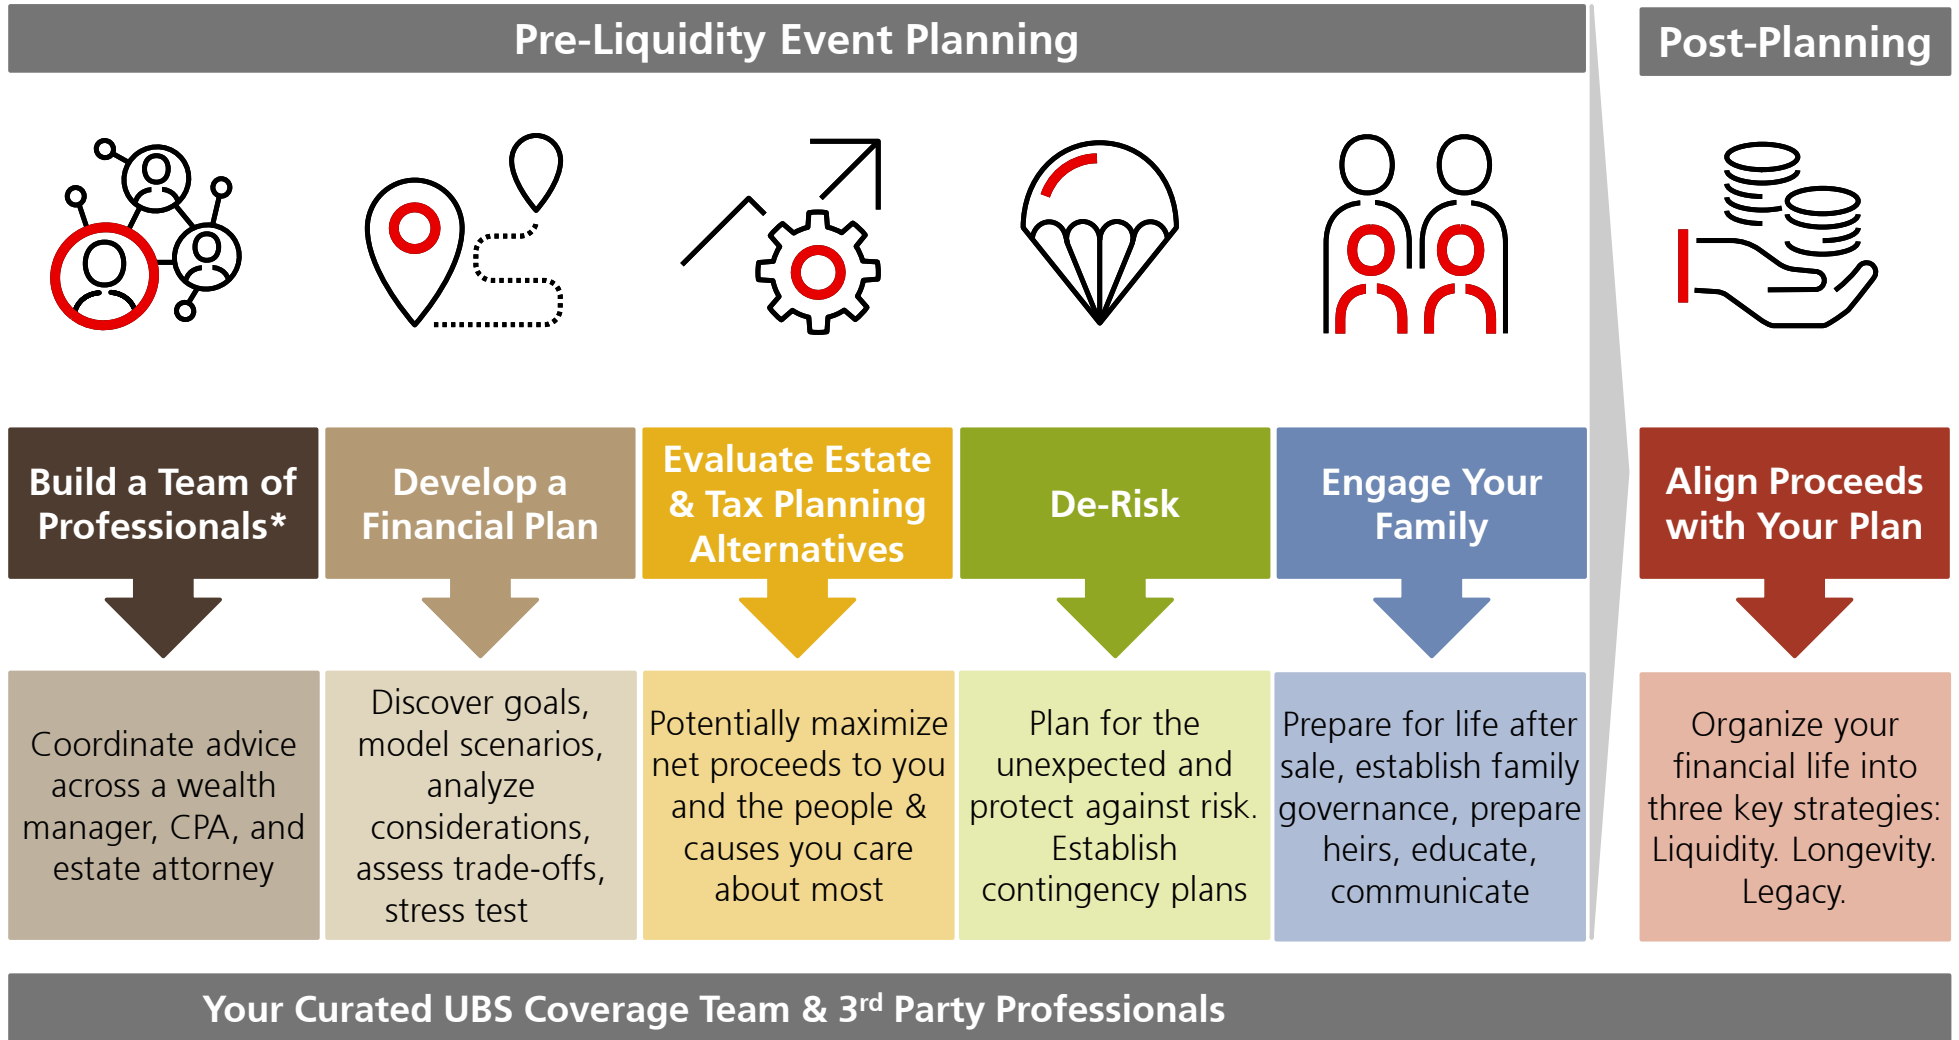 Pre-Liquidity Event Planning
Post-Planning
Build a Team of
Professionals*
Develop a
Financial Plan
Evaluate Estate
& Tax Planning
Alternatives
De-Risk
Engage Your
Family
Align Proceeds
with Your Plan
Coordinate advice
across a wealth
manager, CPA, and
estate attorney
Discover goals,
model scenarios,
analyze
considerations,
assess trade-offs,
stress test
Potentially maximize
net proceeds to you
and the people &
causes you care
about most
Plan for the
unexpected and
protect against risk.
Establish
contingency plans
Prepare for life after
sale, establish family
governance, prepare
heirs, educate,
communicate
Organize your
financial life into
three key strategies:
Liquidity. Longevity.
Legacy.
Your Curated UBS Coverage Team & 3rd Party Professionals